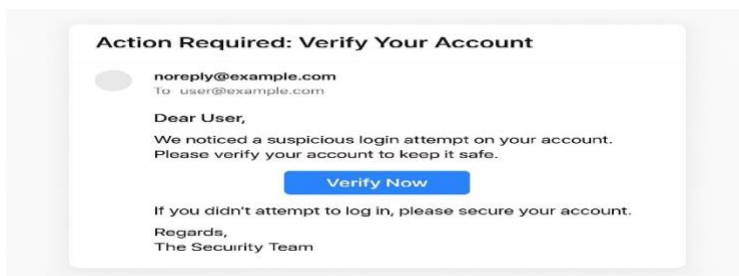 Action Required: Verify Your Account
noreply@example.com
To user@example.com
Dear User,
We noticed a suspicious login attempt on your account.
Please verify your account to keep it safe.
Verify Now
If you didn't attempt to log in, please secure your account.
Regards,
The Secuirity Team